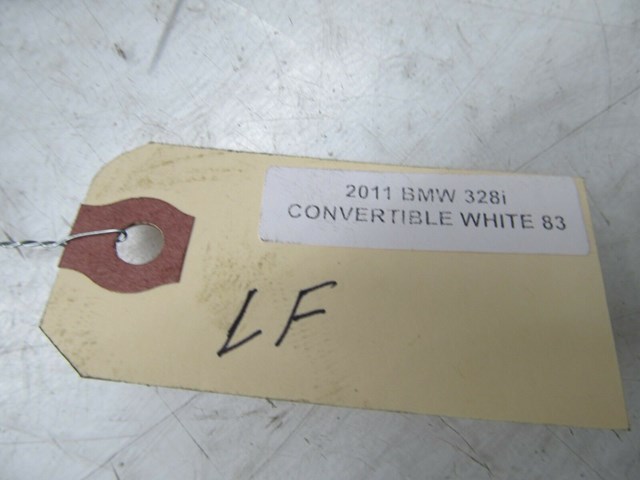 2011 BMW 328i
CONVERTIBLE WHITE 83
LF